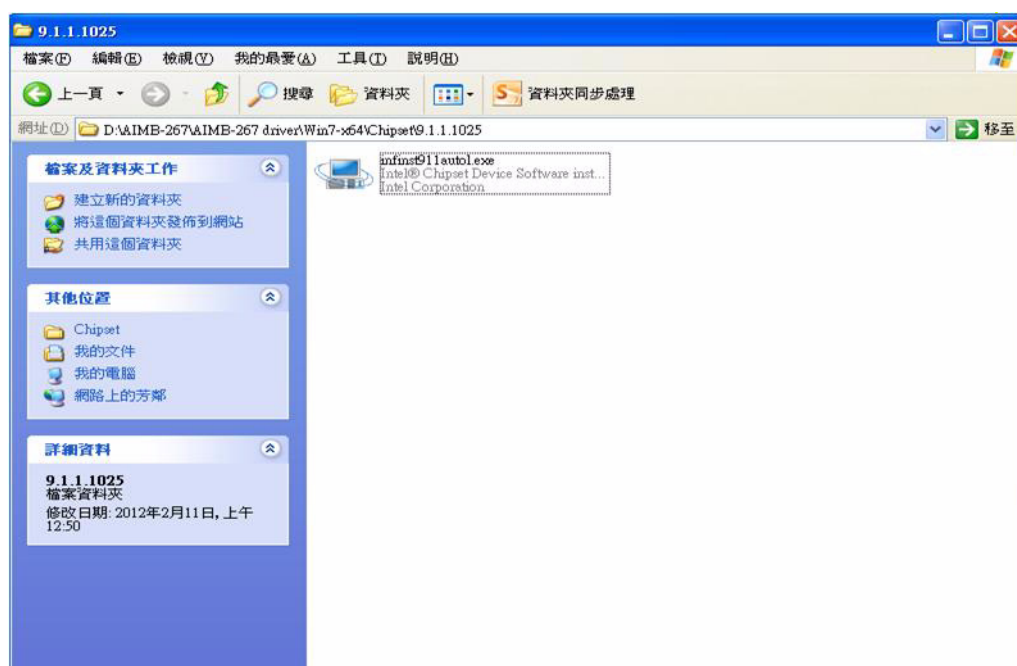 9.1.1.1025
檔案(F) 編輯(E) 檢視(V) 我的最愛(A) 工具(T) 說明(H)
上一頁 搜尋 資料夾 S 資料夾同步處理
網址(D) D:\AIMB-267\AIMB-267 driver\Win7-x64\Chipset\9.1.1.1025 移至
檔案及資料夾工作
建立新的資料夾
將這個資料夾發佈到網站
共用這個資料夾
其他位置
Chipset
我的文件
我的電腦
網路上的芳鄰
詳細資料
9.1.1.1025
檔案資料夾
修改日期: 2012年2月11日, 上午
12:50
infinst911autol.exe
Intel® Chipset Device Software inst...
Intel Corporation